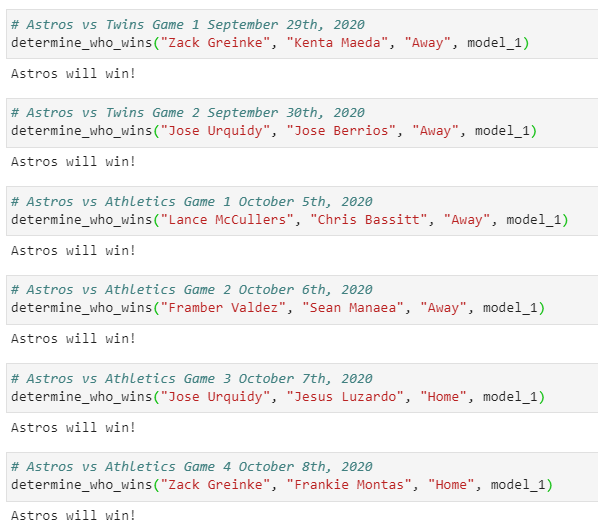 # Astros vs Twins Game 1 September 29th, 2020
determine_who_wins("Zack Greinke", "Kenta Maeda", "Away", model_1)
Astros will win!
# Astros vs Twins Game 2 September 30th, 2020
determine_who_wins("Jose Urquidy", "Jose Berrios", "Away", model_1)
Astros will win!
# Astros vs Athletics Game 1 October 5th, 2020
determine_who_wins("Lance McCullers", "Chris Bassitt", "Away", model_1)
Astros will win!
# Astros vs Athletics Game 2 October 6th, 2020
determine_who_wins("Framber Valdez", "Sean Manaea", "Away", model_1)
Astros will win!
# Astros vs Athletics Game 3 October 7th, 2020
determine_who_wins("Jose Urquidy", "Jesus Luzardo", "Home", model_1)
Astros will win!
# Astros vs Athletics Game 4 October 8th, 2020
determine_who_wins("Zack Greinke", "Frankie Montas", "Home", model_1)
Astros will win!